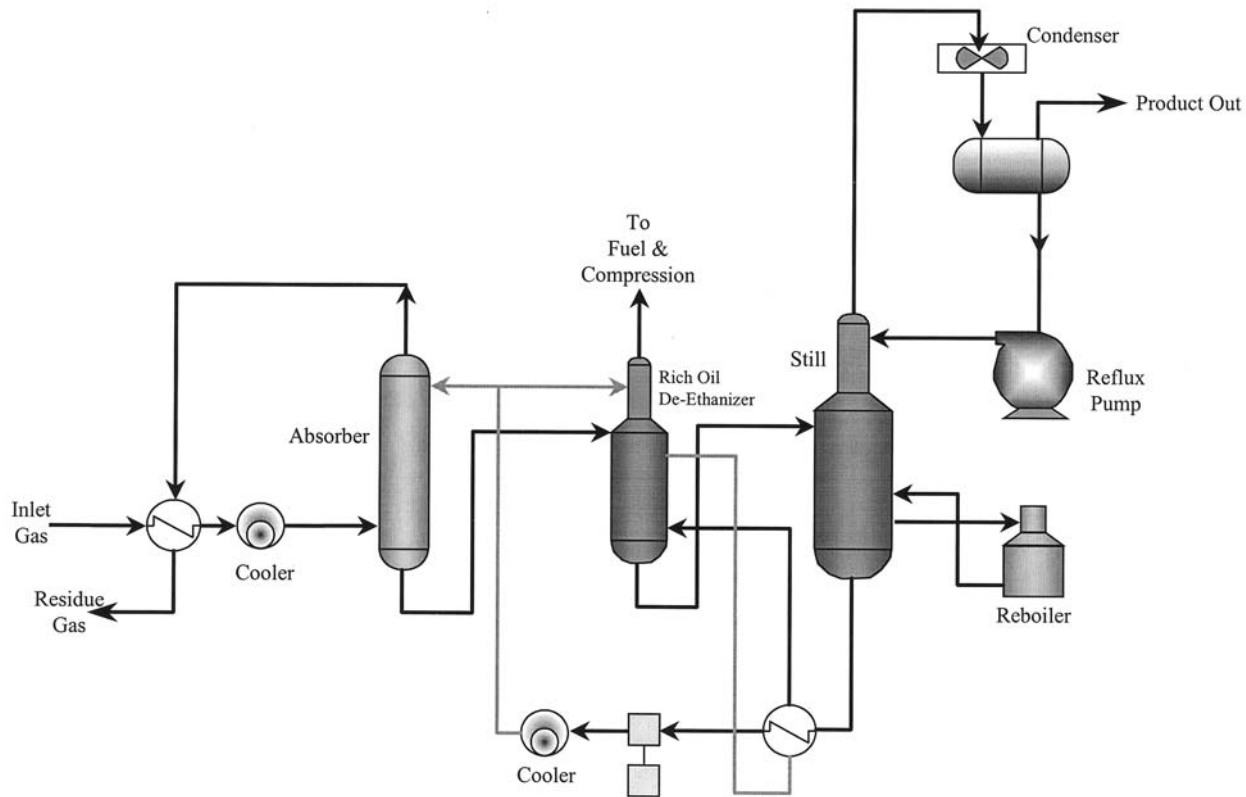 Condenser
Product Out
To
Fuel &
Compression
Still
Rich Oil
De-Ethanizer
Reflux
Pump
Absorber
Inlet
Gas
Cooler
Residue
Gas
Reboiler
Cooler